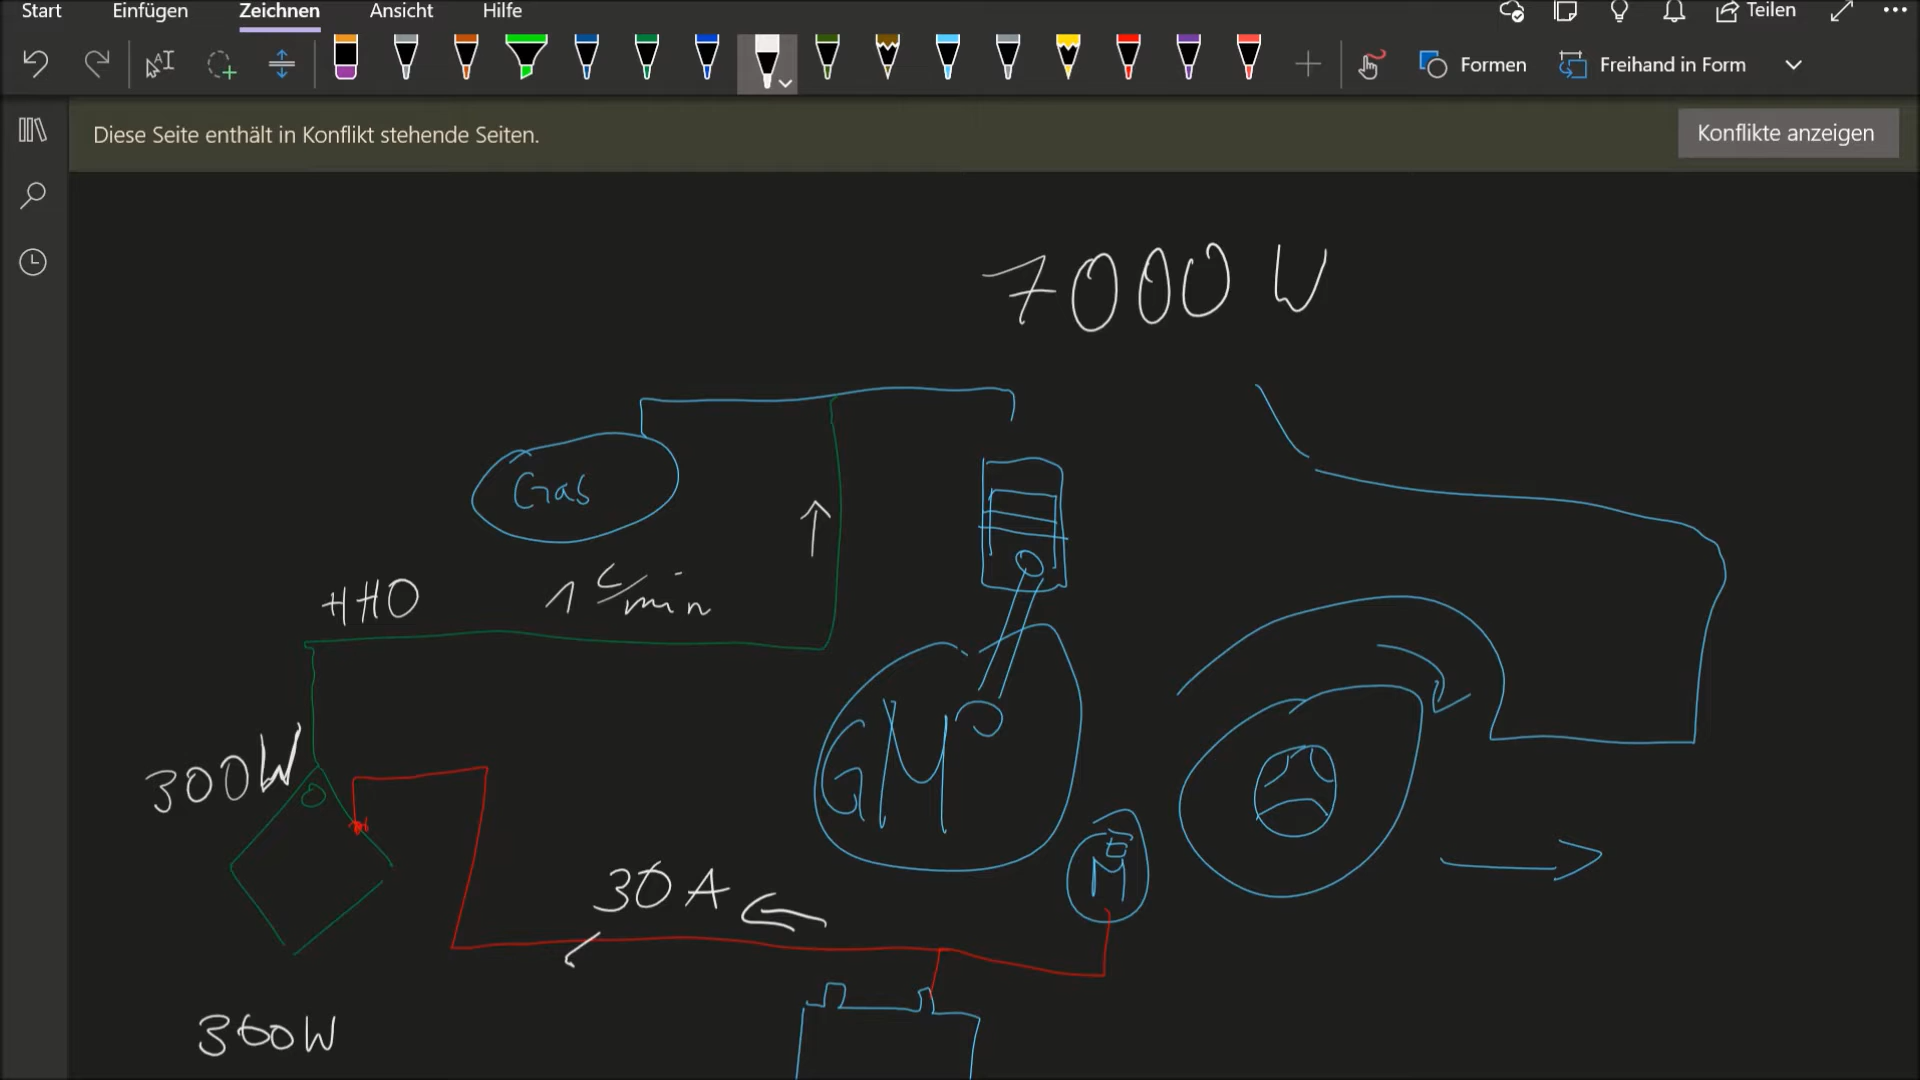 Start Einfügen Zeichnen Ansicht Hilfe Teilen
Formen Freihand in Form
Diese Seite enthält in Konflikt stehende Seiten. Konflikte anzeigen
7000 W
Gas
HHO 1 L/min
300W
GM
30 A
M
360W